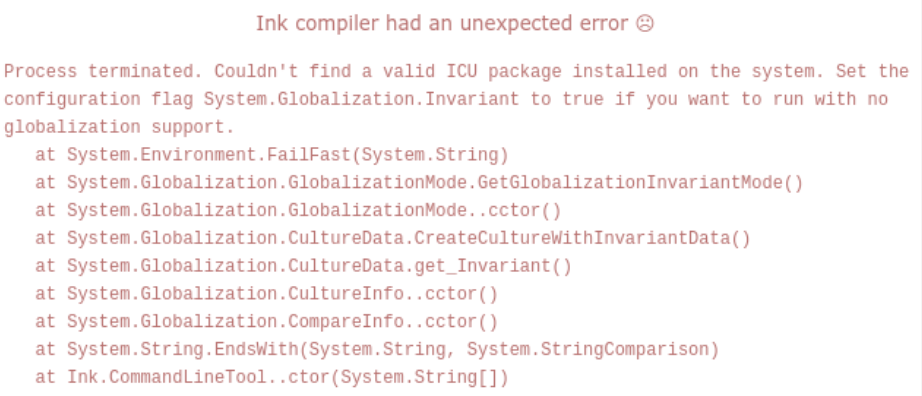 Ink compiler had an unexpected error ☹
Process terminated. Couldn't find a valid ICU package installed on the system. Set the
configuration flag System.Globalization.Invariant to true if you want to run with no
globalization support.
   at System.Environment.FailFast(System.String)
   at System.Globalization.GlobalizationMode.GetGlobalizationInvariantMode()
   at System.Globalization.GlobalizationMode..cctor()
   at System.Globalization.CultureData.CreateCultureWithInvariantData()
   at System.Globalization.CultureData.get_Invariant()
   at System.Globalization.CultureInfo..cctor()
   at System.Globalization.CompareInfo..cctor()
   at System.String.EndsWith(System.String, System.StringComparison)
   at Ink.CommandLineTool..ctor(System.String[])